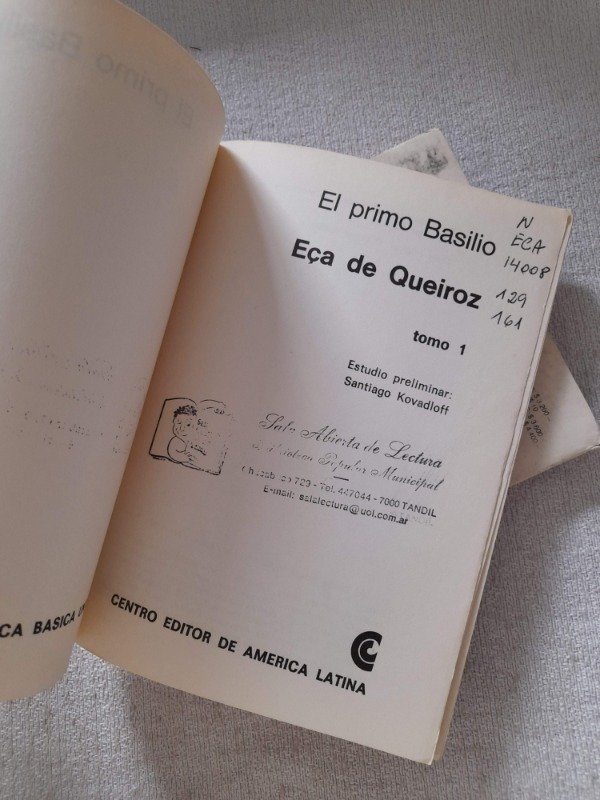 El primo Basilio
Eça de Queiroz
tomo 1
Estudio preliminar:
Santiago Kovadloff
N
ECA
14008
129
161
Sala Abierta de Lectura
Popular Municipal
729 - Tel. 447044 - 7000 TANDIL
E-mail: salalectura@uol.com.ar
CENTRO EDITOR DE AMERICA LATINA
CA BASICA